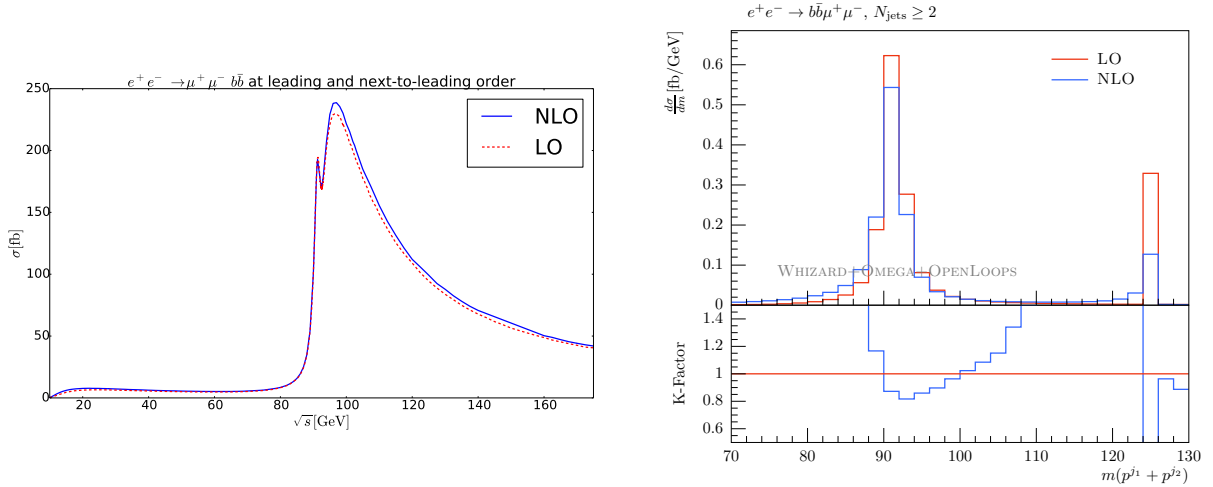 e⁺e⁻ → μ⁺μ⁻ bb̄ at leading and next-to-leading order
NLO
LO
σ[fb]
250
200
150
100
50
0
20 40 60 80 100 120 140 160
√s[GeV]
e⁺e⁻ → bb̄μ⁺μ⁻, N_jets ≥ 2
LO
NLO
dσ/dm [fb/GeV]
0.6
0.5
0.4
0.3
0.2
0.1
0
WHIZARD+OMEGA+OPENLOOPS
K-Factor
1.4
1.2
1
0.8
0.6
70 80 90 100 110 120 130
m(p^j₁ + p^j₂)